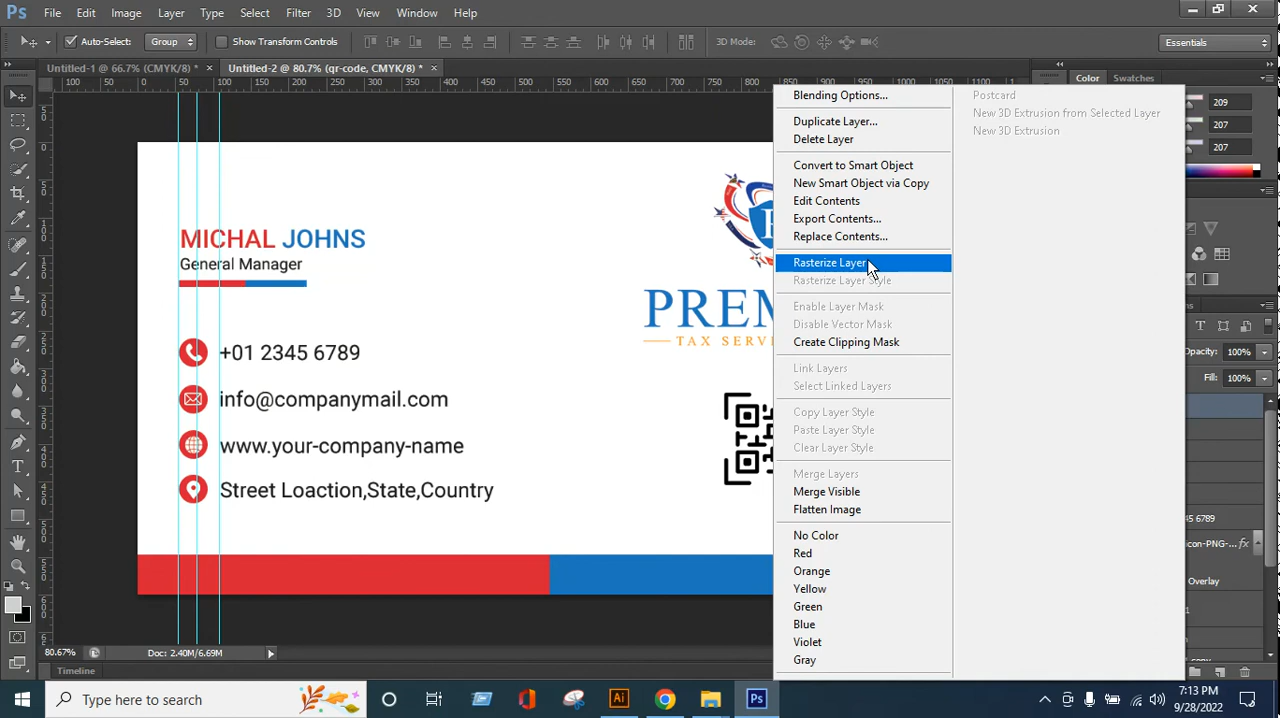 Ps File Edit Image Layer Type Select Filter 3D View Window Help
Auto-Select: Group Show Transform Controls 3D Mode: Essentials
Untitled-1 @ 66.7% (CMYK/8) * × Untitled-2 @ 80.7% (qr-code, CMYK/8) * ×
Color Swatches
209
207
207
Blending Options...
Duplicate Layer...
Delete Layer
Convert to Smart Object
New Smart Object via Copy
Edit Contents
Export Contents...
Replace Contents...
Rasterize Layer
Rasterize Layer Style
Enable Layer Mask
Disable Vector Mask
Create Clipping Mask
Link Layers
Select Linked Layers
Copy Layer Style
Paste Layer Style
Clear Layer Style
Merge Layers
Merge Visible
Flatten Image
No Color
Red
Orange
Yellow
Green
Blue
Violet
Gray
Postcard
New 3D Extrusion from Selected Layer
New 3D Extrusion
MICHAL JOHNS
General Manager
+01 2345 6789
info@companymail.com
www.your-company-name
Street Loaction,State,Country
TAX
Opacity: 100%
Fill: 100%
6789
icon-PNG-... fx
Overlay
80.67% Doc: 2.40M/6.69M
Timeline
Type here to search
Ai
Ps
7:13 PM
9/28/2022